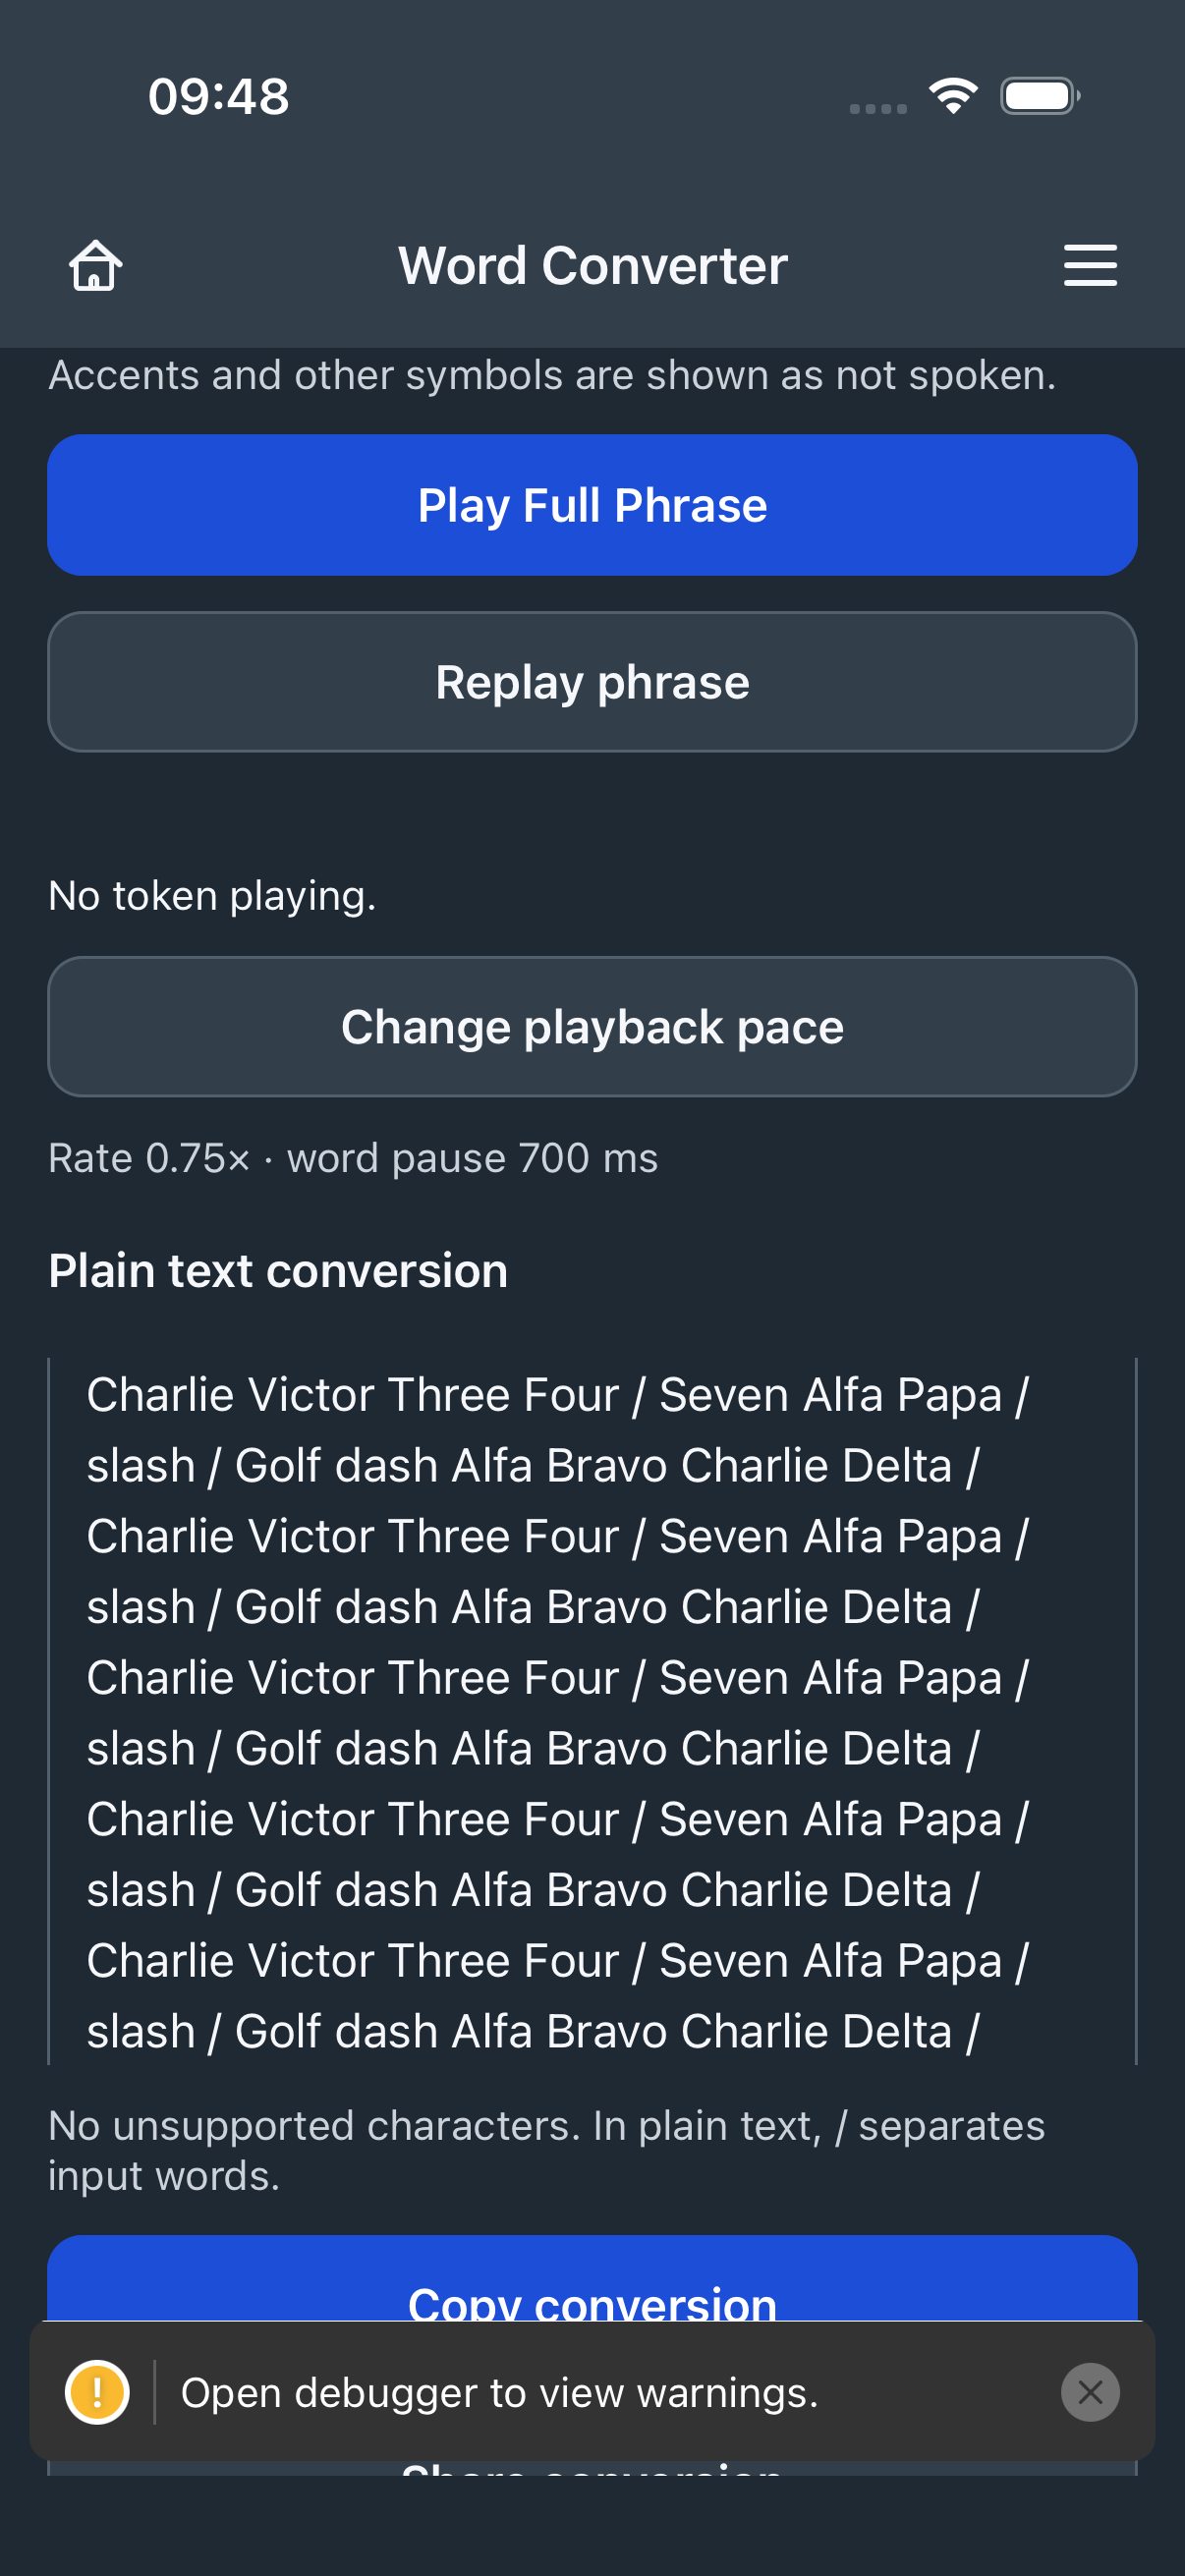 09:48
Word Converter
Accents and other symbols are shown as not spoken.
Play Full Phrase
Replay phrase
No token playing.
Change playback pace
Rate 0.75× · word pause 700 ms
Plain text conversion
Charlie Victor Three Four / Seven Alfa Papa /
slash / Golf dash Alfa Bravo Charlie Delta /
Charlie Victor Three Four / Seven Alfa Papa /
slash / Golf dash Alfa Bravo Charlie Delta /
Charlie Victor Three Four / Seven Alfa Papa /
slash / Golf dash Alfa Bravo Charlie Delta /
Charlie Victor Three Four / Seven Alfa Papa /
slash / Golf dash Alfa Bravo Charlie Delta /
Charlie Victor Three Four / Seven Alfa Papa /
slash / Golf dash Alfa Bravo Charlie Delta /
No unsupported characters. In plain text, / separates
input words.
Copy conversion
Open debugger to view warnings.
Share conversion